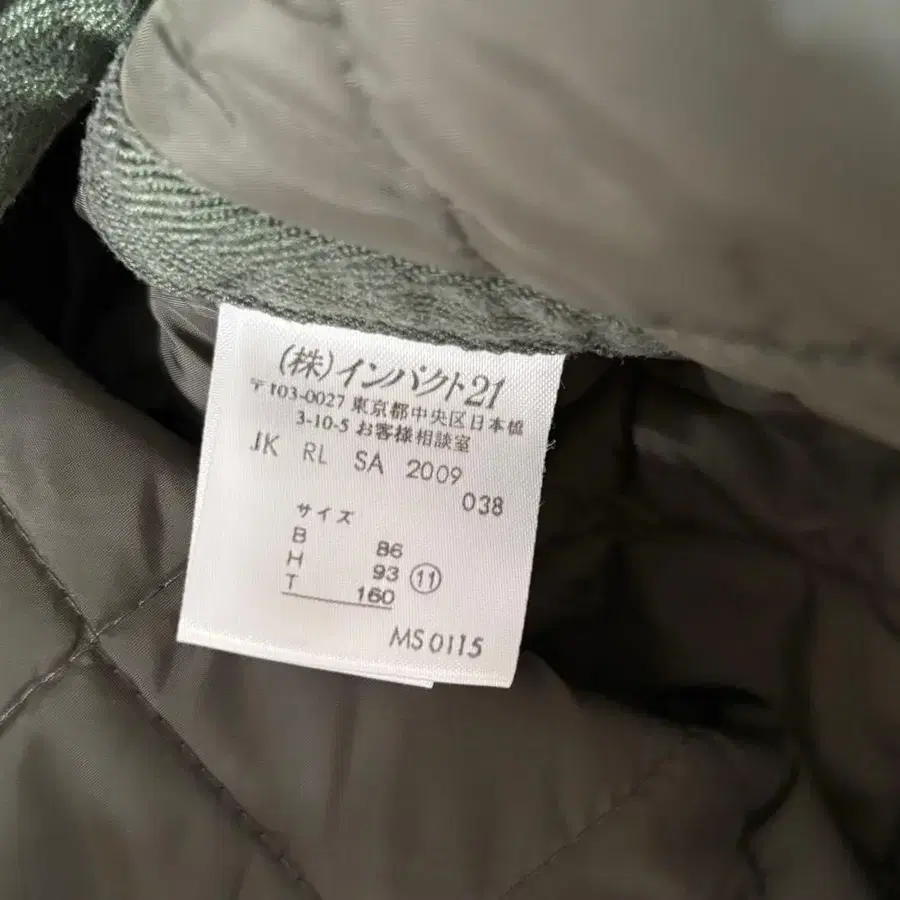 (株)インパクト21
〒103-0027 東京都中央区日本橋
3-10-5 お客様相談室
JK RL SA 2009
038
サイズ
B 86
H 93 ⑪
T 160
MS0115